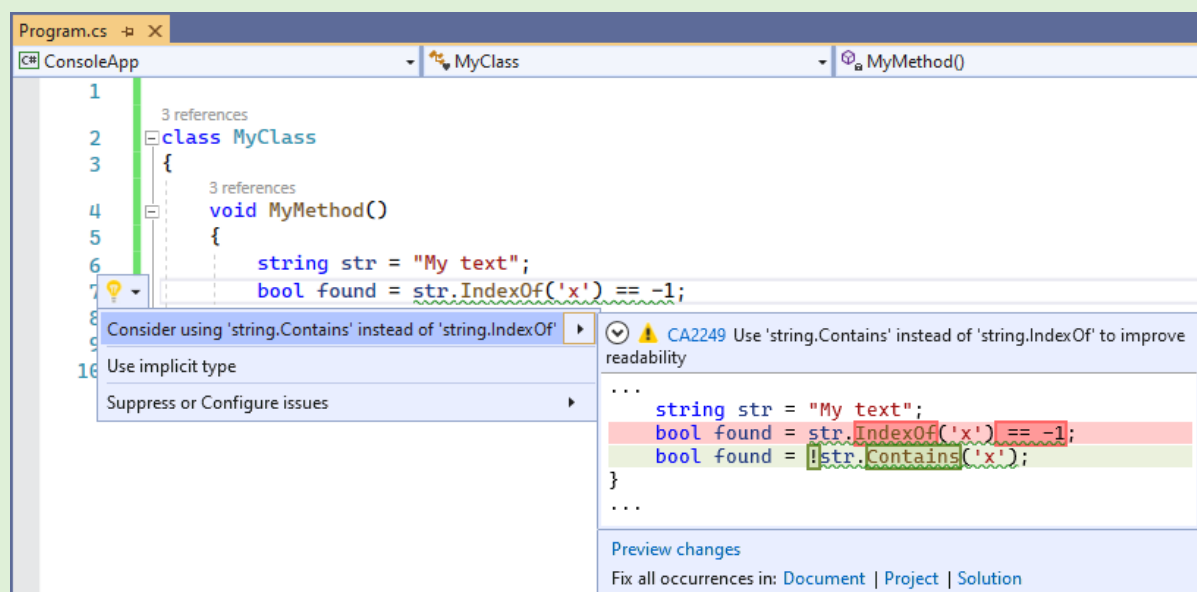 Program.cs
C# ConsoleApp
MyClass
MyMethod()
1
3 references
2 class MyClass
3 {
3 references
4 void MyMethod()
5 {
6 string str = "My text";
7 bool found = str.IndexOf('x') == -1;
8
9
10
Consider using 'string.Contains' instead of 'string.IndexOf'
Use implicit type
Suppress or Configure issues
CA2249 Use 'string.Contains' instead of 'string.IndexOf' to improve
readability
...
string str = "My text";
bool found = str.IndexOf('x') == -1;
bool found = !str.Contains('x');
}
...
Preview changes
Fix all occurrences in: Document | Project | Solution